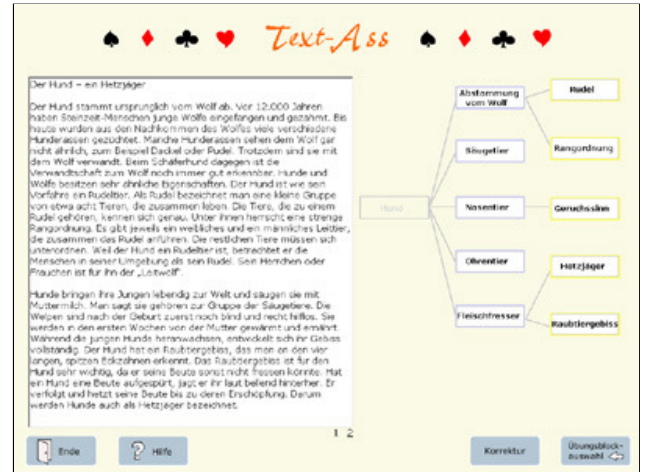 Text-Ass
Der Hund – ein Hetzjäger
Der Hund stammt ursprunglich vom Wolf ab. Vor 12.000 Jahren
haben Steinzeit-Menschen junge Wölfe eingefangen und gezähmt. Bis
heute wurden aus den Nachkommen des Wolfes viele verschiedene
Hunderassen gezüchtet. Manche Hunderassen sehen dem Wolf gar
nicht ähnlich, zum Beispiel Dackel oder Pudel. Trotzdem sind sie mit
dem Wolf verwandt. Beim Schäferhund dagegen ist die
Verwandtschaft zum Wolf noch immer gut erkennbar. Hunde und
Wölfe besitzen sehr ähnliche Eigenschaften. Der Hund ist wie sein
Vorfahre ein Rudeltier. Als Rudel bezeichnet man eine kleine Gruppe
von etwa acht Tieren, die zusammen leben. Die Tiere, die zu einem
Rudel gehören, kennen sich genau. Unter ihnen herrscht eine strenge
Rangordnung. Es gibt jeweils ein weibliches und ein männliches Leittier,
die zusammen das Rudel anführen. Die restlichen Tiere müssen sich
unterordnen. Weil der Hund ein Rudeltier ist, betrachtet er die
Menschen in seiner Umgebung als sein Rudel. Sein Herrchen oder
Frauchen ist für ihn der „Leitwolf".
Hunde bringen ihre Jungen lebendig zur Welt und säugen sie mit
Muttermilch. Man sagt sie gehören zur Gruppe der Säugetiere. Die
Welpen sind nach der Geburt zuerst noch blind und recht hilflos. Sie
werden in den ersten Wochen von der Mutter gewärmt und ernährt.
Während die jungen Hunde heranwachsen, entwickelt sich ihr Gebiss
vollständig. Der Hund hat ein Raubtiergebiss, das man an den vier
langen, spitzen Eckzähnen erkennt. Das Raubtiergebiss ist für den
Hund sehr wichtig, da er seine Beute sonst nicht fressen könnte. Hat
ein Hund eine Beute aufgespürt, jagt er ihr laut bellend hinterher. Er
verfolgt und hetzt seine Beute bis zu deren Erschöpfung. Darum
werden Hunde auch als Hetzjäger bezeichnet.
Hund
Abstammung
vom Wolf
Säugetier
Nasentier
Ohrentier
Fleischfresser
Rudel
Rangordnung
Geruchssinn
Hetzjäger
Raubtiergebiss
1 2
Ende
Hilfe
Korrektur
Übungsblock-
auswahl